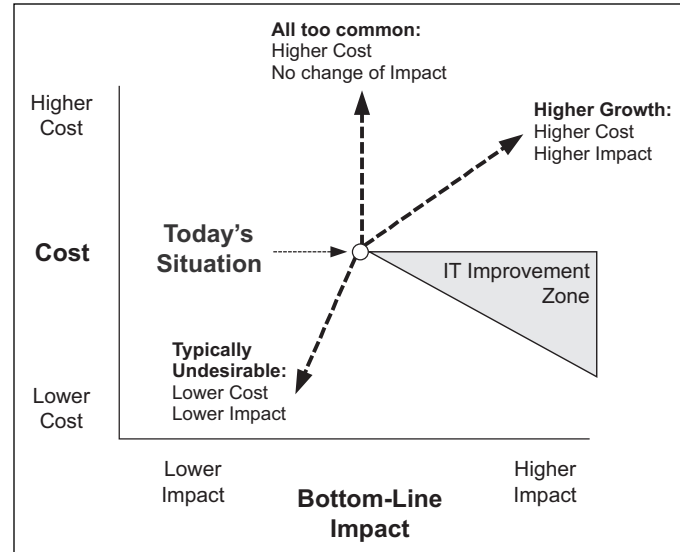 All too common:
Higher Cost
No change of Impact
Higher
Cost
Higher Growth:
Higher Cost
Higher Impact
Cost
Today's
Situation
IT Improvement
Zone
Typically
Undesirable:
Lower Cost
Lower Impact
Lower
Cost
Lower
Impact
Bottom-Line
Impact
Higher
Impact